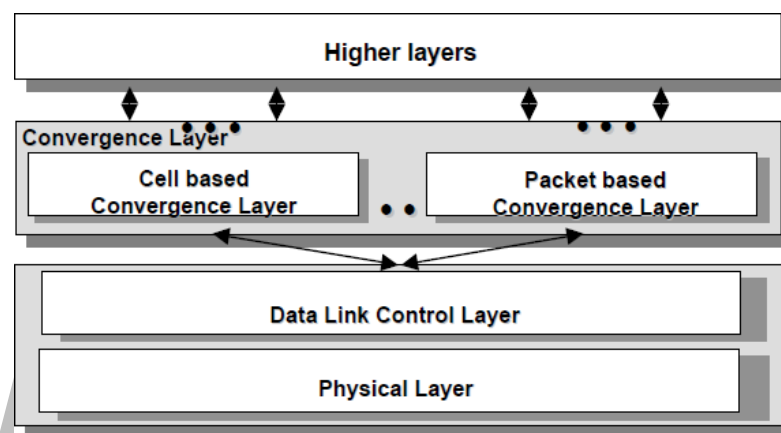 Higher layers
Convergence Layer
Cell based
Convergence Layer
Packet based
Convergence Layer
Data Link Control Layer
Physical Layer